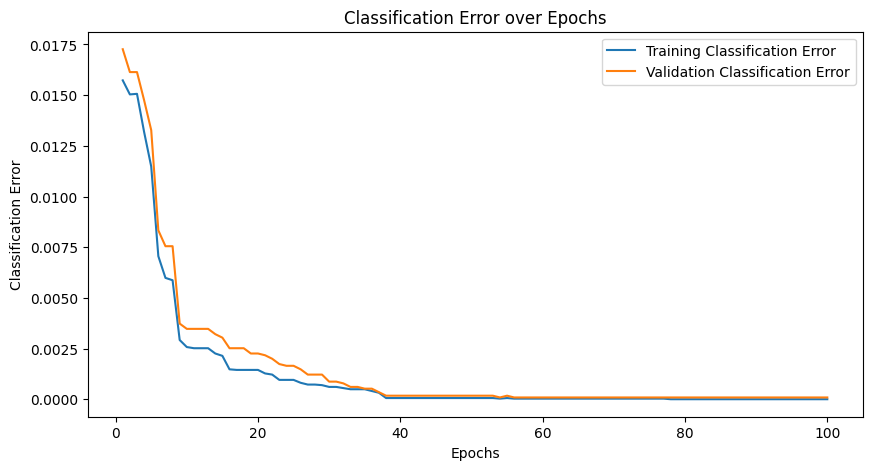 Classification Error over Epochs
Training Classification Error
Validation Classification Error
Classification Error
0.0175
0.0150
0.0125
0.0100
0.0075
0.0050
0.0025
0.0000
0 20 40 60 80 100
Epochs